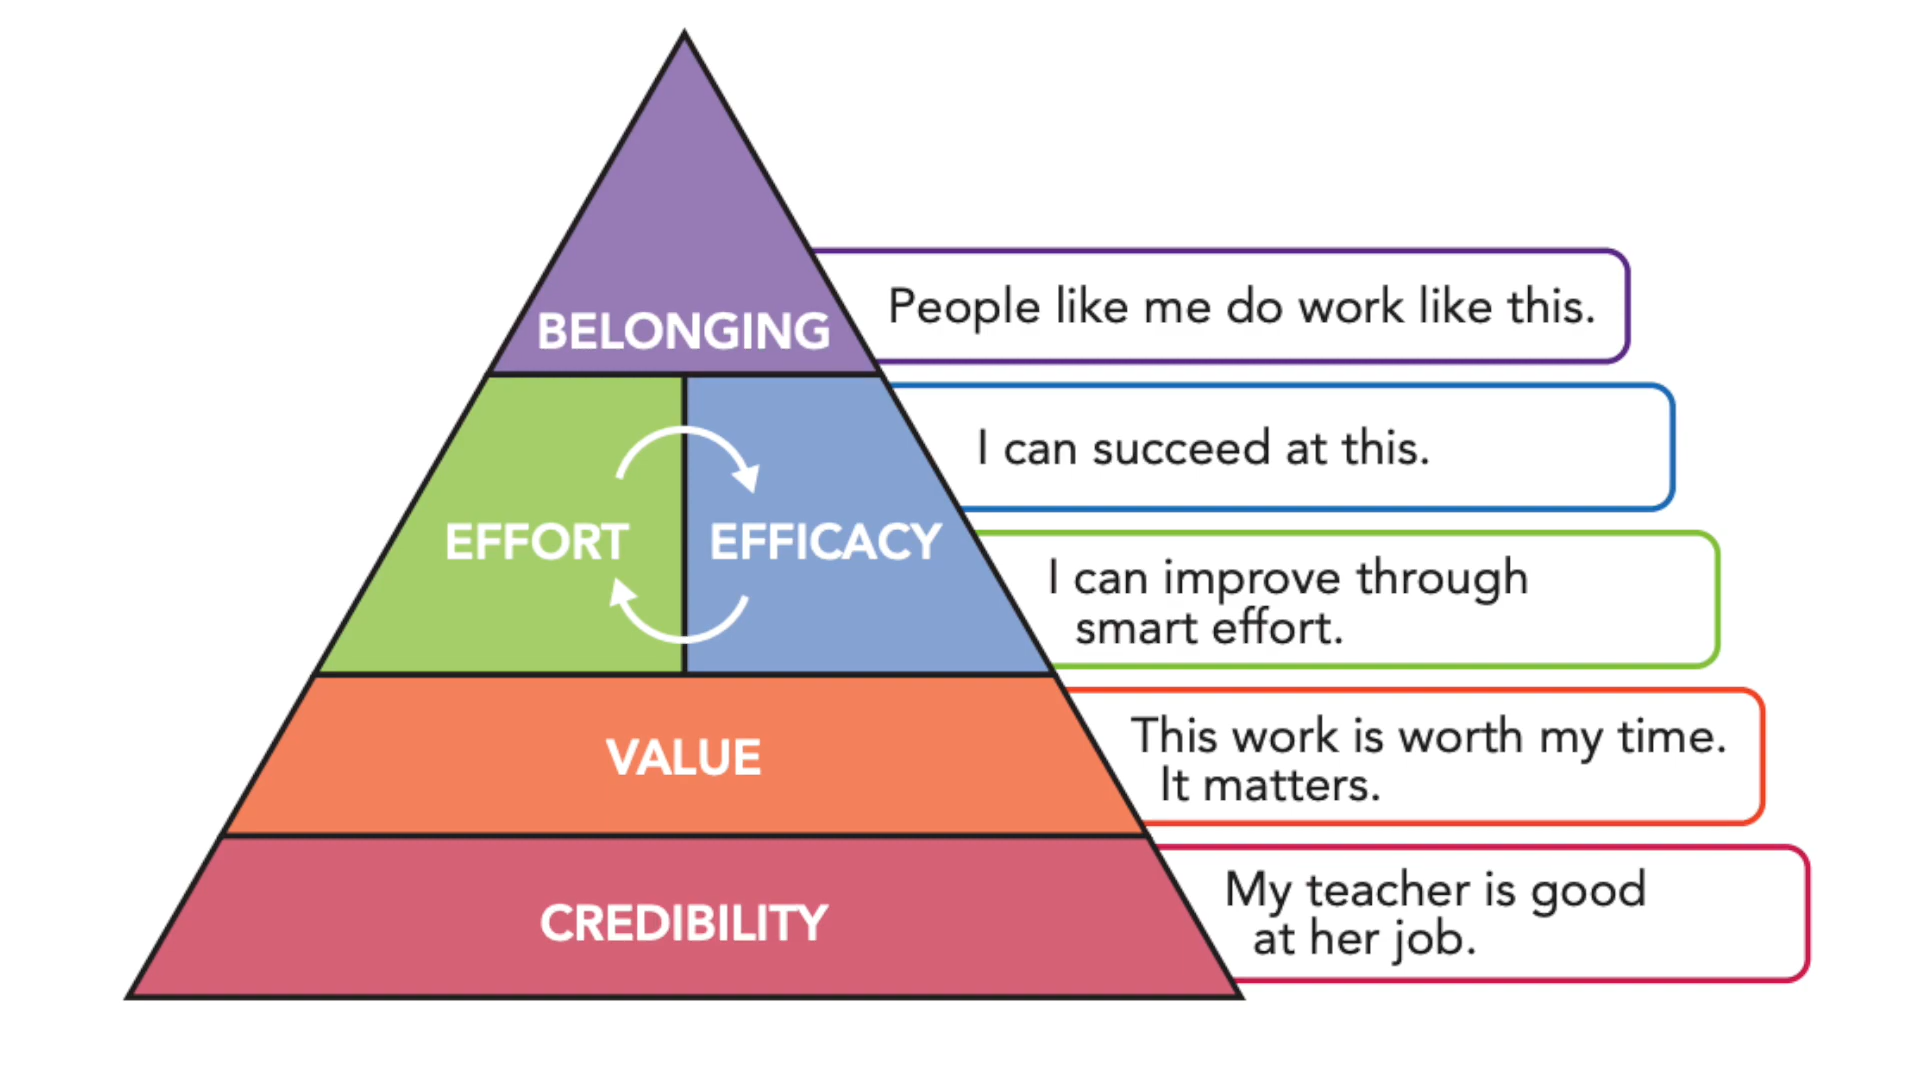 BELONGING
People like me do work like this.
I can succeed at this.
EFFORT
EFFICACY
I can improve through
smart effort.
VALUE
This work is worth my time.
It matters.
CREDIBILITY
My teacher is good
at her job.